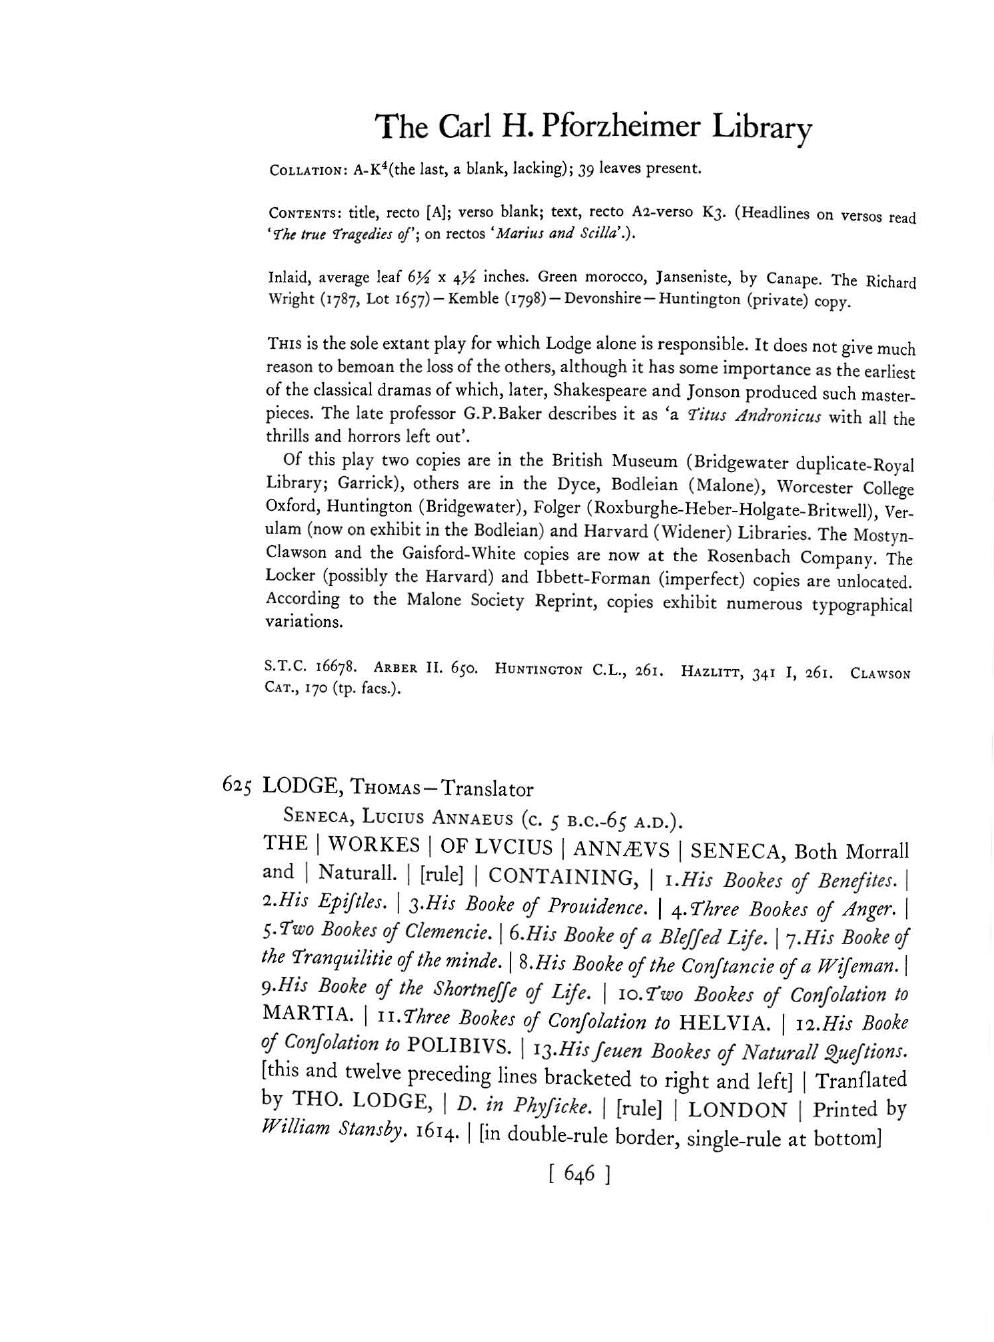 The Carl H. Pforzheimer Library
COLLATION: A-K⁴(the last, a blank, lacking); 39 leaves present.
CONTENTS: title, recto [A]; verso blank; text, recto A2-verso K3. (Headlines on versos read
‘The true Tragedies of’; on rectos ‘Marius and Scilla’.).
Inlaid, average leaf 6½ x 4½ inches. Green morocco, Janseniste, by Canape. The Richard
Wright (1787, Lot 1657)—Kemble (1798)—Devonshire—Huntington (private) copy.
THIS is the sole extant play for which Lodge alone is responsible. It does not give much
reason to bemoan the loss of the others, although it has some importance as the earliest
of the classical dramas of which, later, Shakespeare and Jonson produced such master-
pieces. The late professor G.P.Baker describes it as ‘a Titus Andronicus with all the
thrills and horrors left out’.
Of this play two copies are in the British Museum (Bridgewater duplicate-Royal
Library; Garrick), others are in the Dyce, Bodleian (Malone), Worcester College
Oxford, Huntington (Bridgewater), Folger (Roxburghe-Heber-Holgate-Britwell), Ver-
ulam (now on exhibit in the Bodleian) and Harvard (Widener) Libraries. The Mostyn-
Clawson and the Gaisford-White copies are now at the Rosenbach Company. The
Locker (possibly the Harvard) and Ibbett-Forman (imperfect) copies are unlocated.
According to the Malone Society Reprint, copies exhibit numerous typographical
variations.
S.T.C. 16678. ARBER II. 650. HUNTINGTON C.L., 261. HAZLITT, 341 I, 261. CLAWSON
CAT., 170 (tp. facs.).
625 LODGE, THOMAS—Translator
SENECA, LUCIUS ANNAEUS (c. 5 B.C.-65 A.D.).
THE | WORKES | OF LVCIUS | ANNÆVS | SENECA, Both Morrall
and | Naturall. | [rule] | CONTAINING, | 1.His Bookes of Benefites. |
2.His Epiſtles. | 3.His Booke of Prouidence. | 4.Three Bookes of Anger. |
5.Two Bookes of Clemencie. | 6.His Booke of a Bleſſed Life. | 7.His Booke of
the Tranquilitie of the minde. | 8.His Booke of the Conſtancie of a Wiſeman. |
9.His Booke of the Shortneſſe of Life. | 10.Two Bookes of Conſolation to
MARTIA. | 11.Three Bookes of Conſolation to HELVIA. | 12.His Booke
of Conſolation to POLIBIVS. | 13.His ſeuen Bookes of Naturall Queſtions.
[this and twelve preceding lines bracketed to right and left] | Tranſlated
by THO. LODGE, | D. in Phyſicke. | [rule] | LONDON | Printed by
William Stansby. 1614. | [in double-rule border, single-rule at bottom]
[ 646 ]